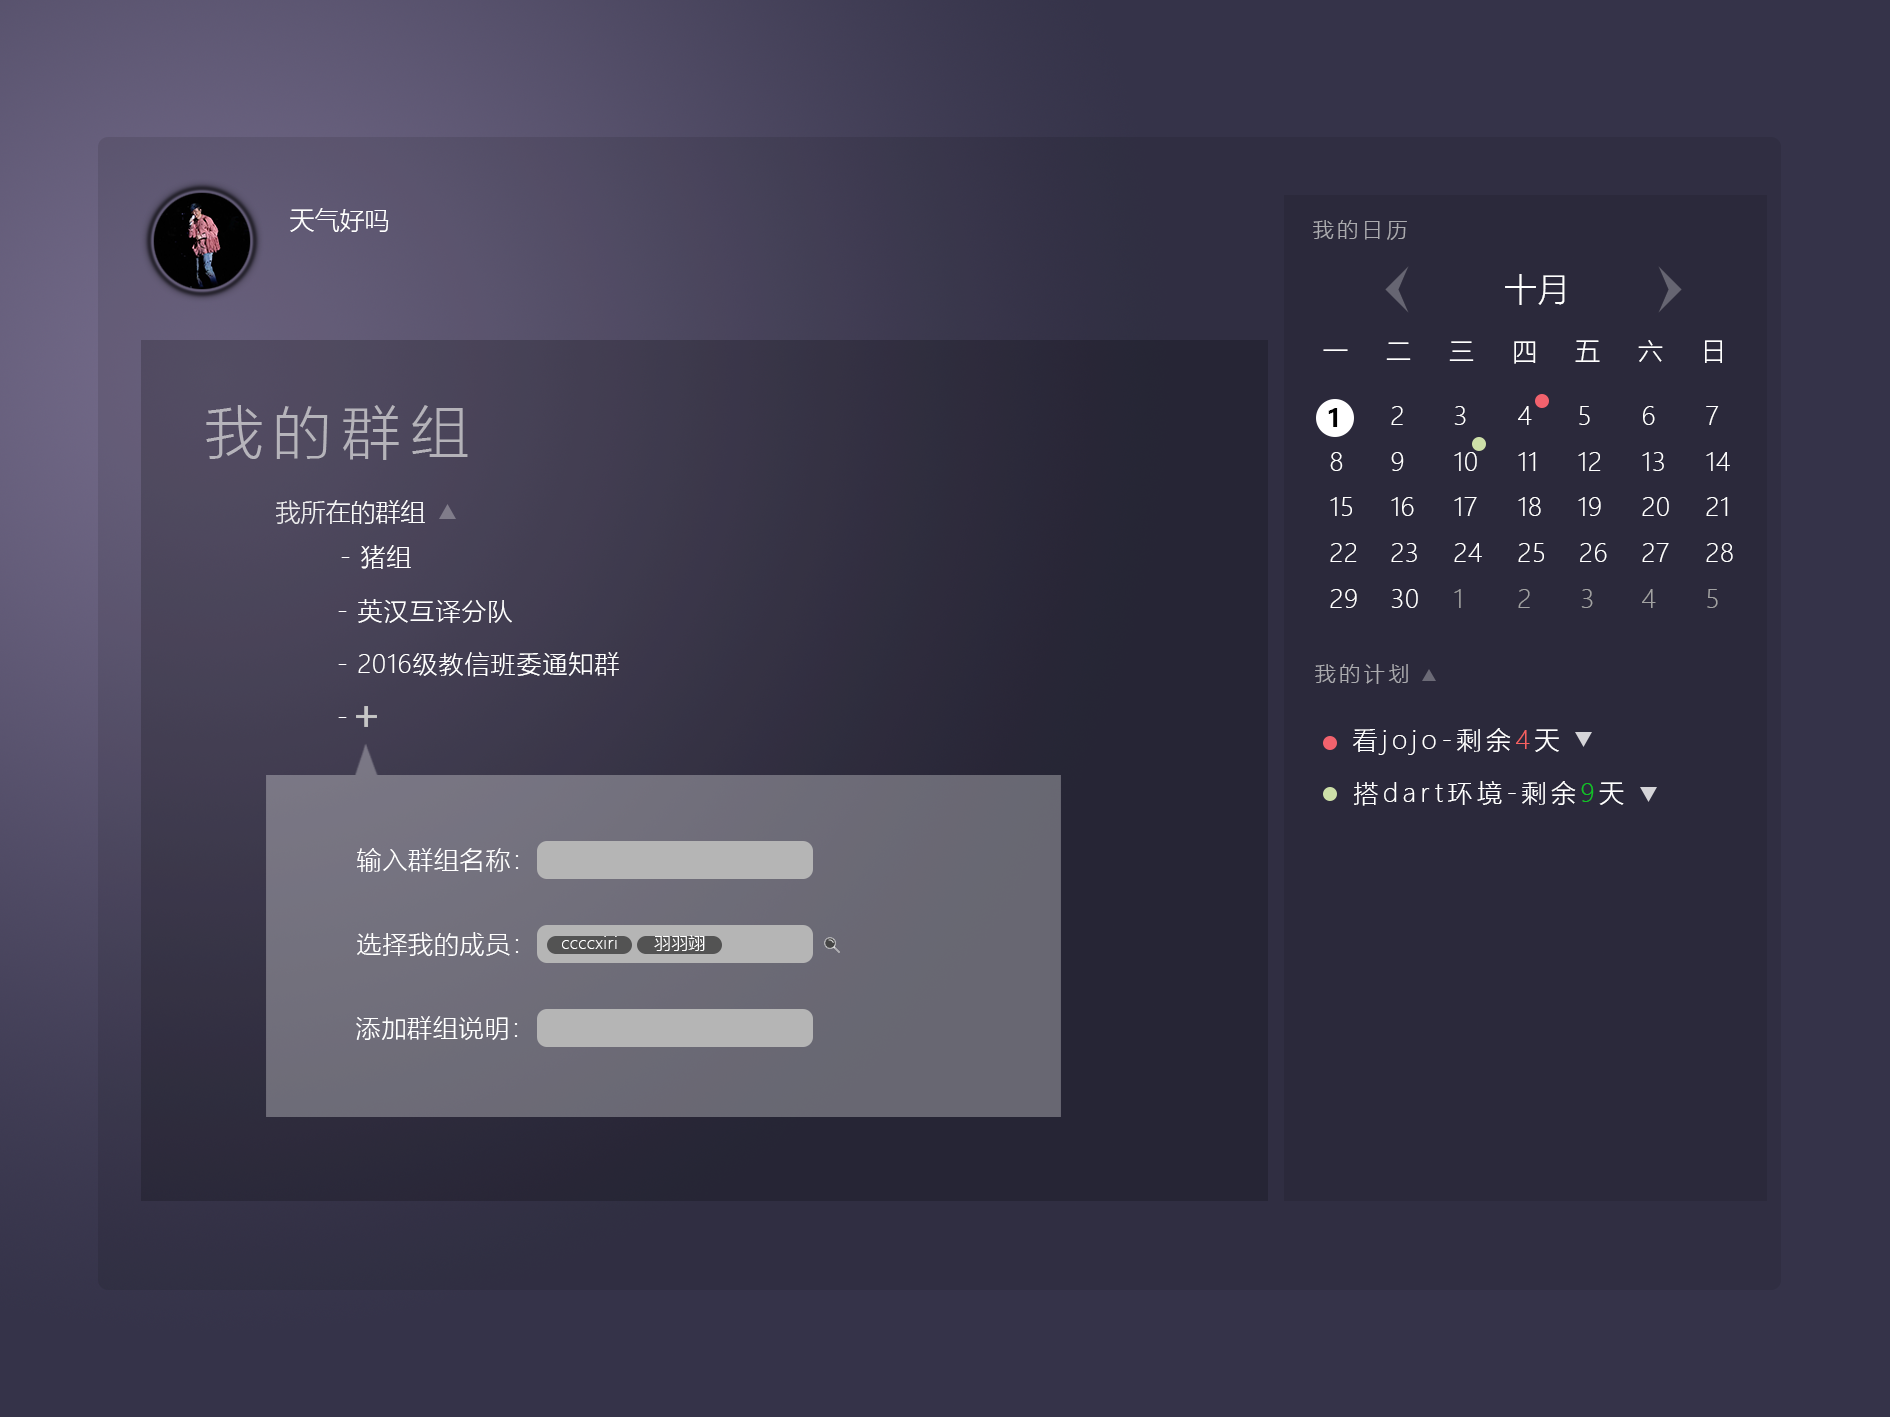 天气好吗
我的群组
我所在的群组
- 猪组
- 英汉互译分队
- 2016级教信班委通知群
- +
输入群组名称：
选择我的成员： ccccxiri 羽羽翊
添加群组说明：
我的日历
十月
一 二 三 四 五 六 日
1 2 3 4 5 6 7
8 9 10 11 12 13 14
15 16 17 18 19 20 21
22 23 24 25 26 27 28
29 30 1 2 3 4 5
我的计划
看jojo-剩余4天
搭dart环境-剩余9天